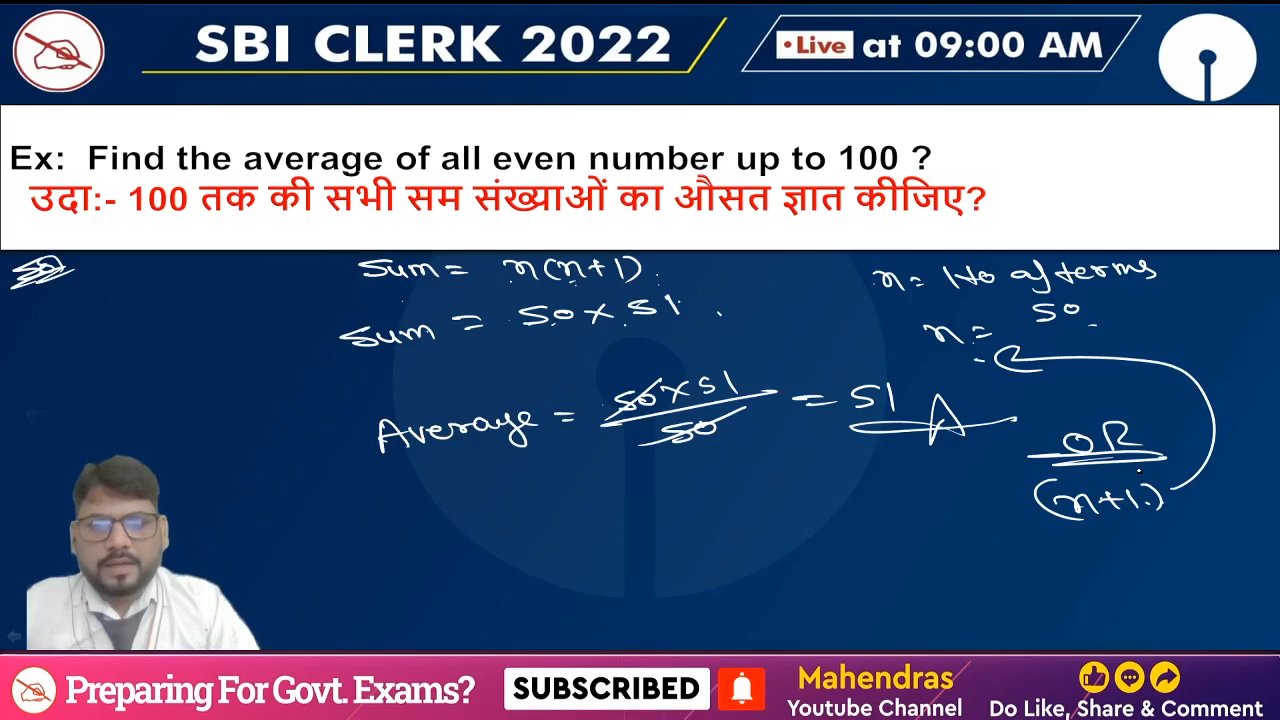 SBI CLERK 2022
• Live at 09:00 AM
Ex: Find the average of all even number up to 100 ?
उदा:- 100 तक की सभी सम संख्याओं का औसत ज्ञात कीजिए?
50
Sum = n(n+1)
n = No of terms
Sum = 50 × 51
n = 50
Average = 50×51/50 = 51 A
OR
(n+1)
Preparing For Govt. Exams?
SUBSCRIBED
Mahendras
Youtube Channel
Do Like, Share & Comment